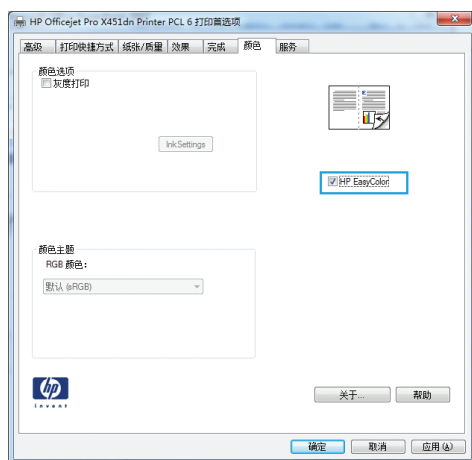 HP Officejet Pro X451dn Printer PCL 6 打印首选项
高级 打印快捷方式 纸张/质量 效果 完成 颜色 服务
颜色选项
灰度打印
InkSettings
HP EasyColor
颜色主题
RGB 颜色：
默认 (sRGB)
hp
invent
关于... 帮助
确定 取消 应用(A)